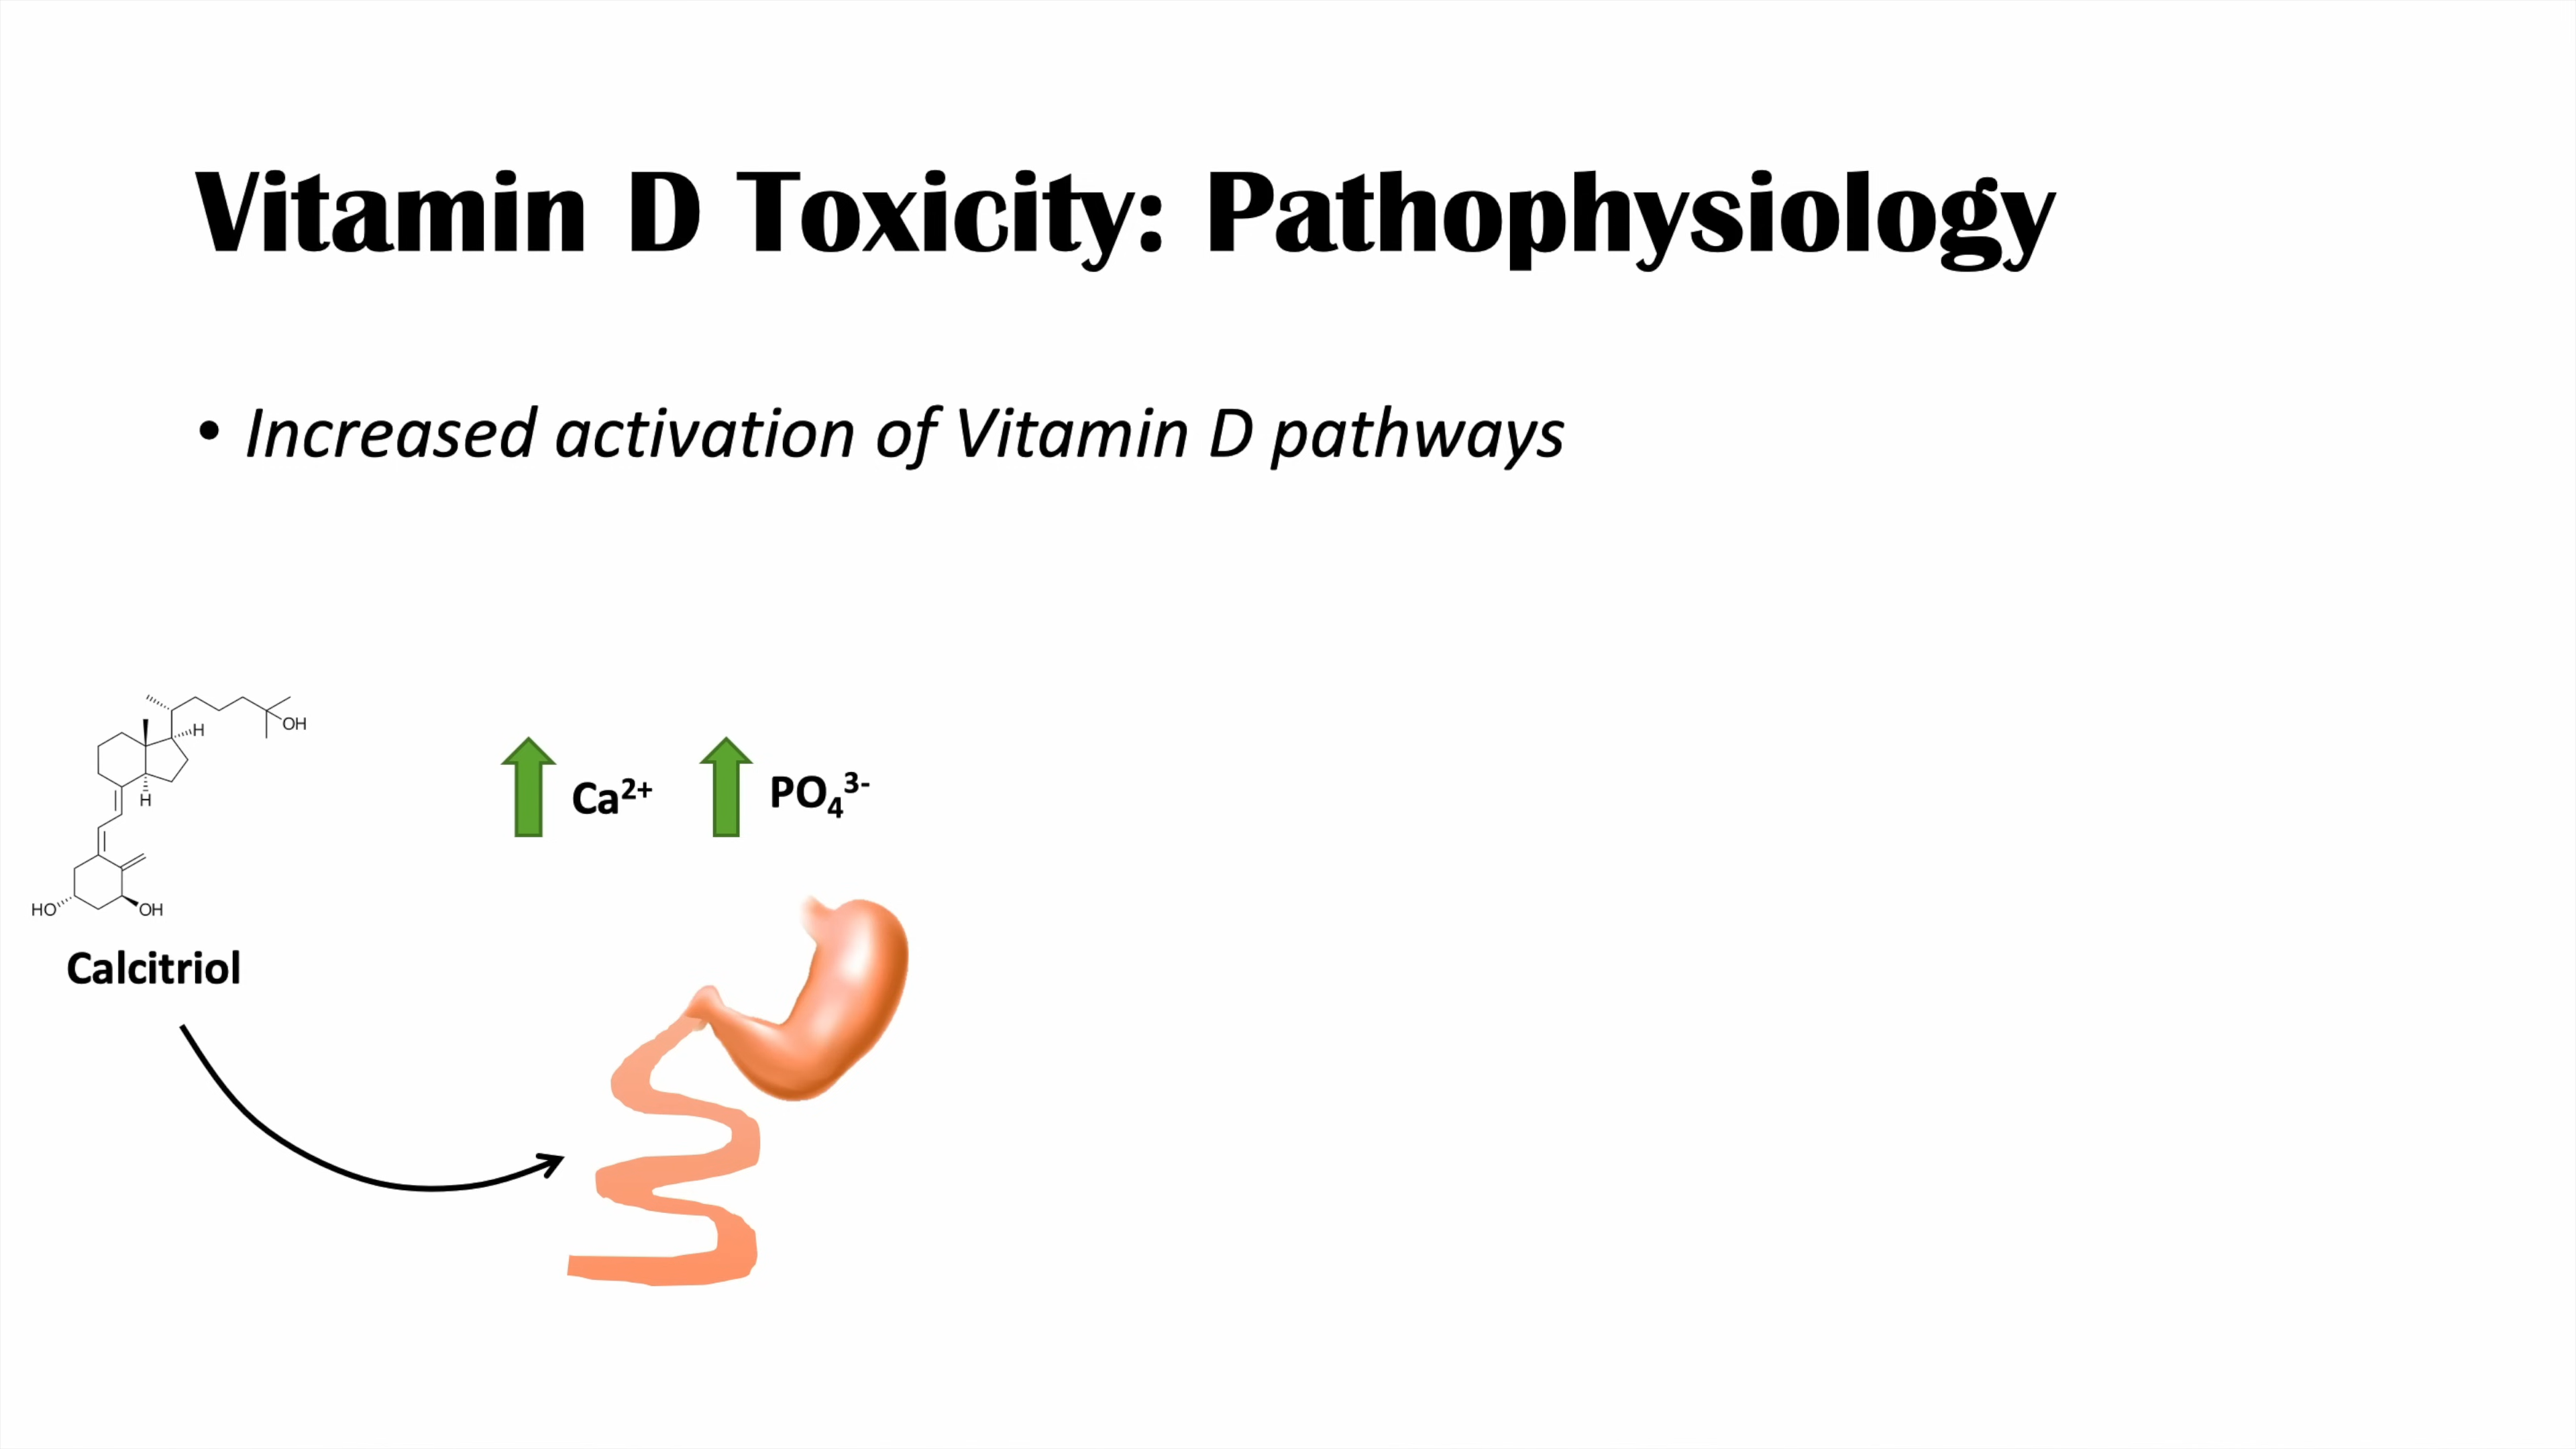 Vitamin D Toxicity: Pathophysiology
• Increased activation of Vitamin D pathways
OH
H
H
HO
OH
Calcitriol
Ca²⁺
PO₄³⁻